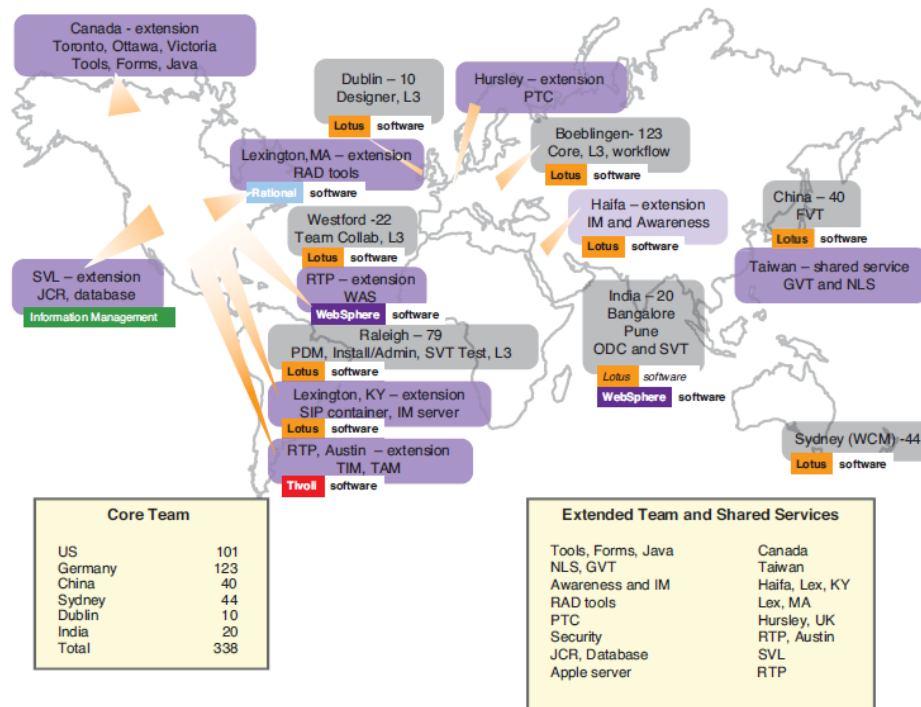 Canada - extension
Toronto, Ottawa, Victoria
Tools, Forms, Java
Dublin – 10
Designer, L3
Lotus software
Hursley – extension
PTC
Lexington,MA – extension
RAD tools
Rational software
Boeblingen- 123
Core, L3, workflow
Lotus software
Westford -22
Team Collab, L3
Lotus software
Haifa – extension
IM and Awareness
Lotus software
China – 40
FVT
Lotus software
SVL – extension
JCR, database
Information Management
RTP – extension
WAS
WebSphere software
Taiwan – shared service
GVT and NLS
India – 20
Bangalore
Pune
ODC and SVT
Lotus software
WebSphere software
Raleigh – 79
PDM, Install/Admin, SVT Test, L3
Lotus software
Lexington, KY – extension
SIP container, IM server
Lotus software
RTP, Austin – extension
TIM, TAM
Tivoli software
Sydney (WCM) -44
Lotus software
Core Team
US 101
Germany 123
China 40
Sydney 44
Dublin 10
India 20
Total 338
Extended Team and Shared Services
Tools, Forms, Java Canada
NLS, GVT Taiwan
Awareness and IM Haifa, Lex, KY
RAD tools Lex, MA
PTC Hursley, UK
Security RTP, Austin
JCR, Database SVL
Apple server RTP